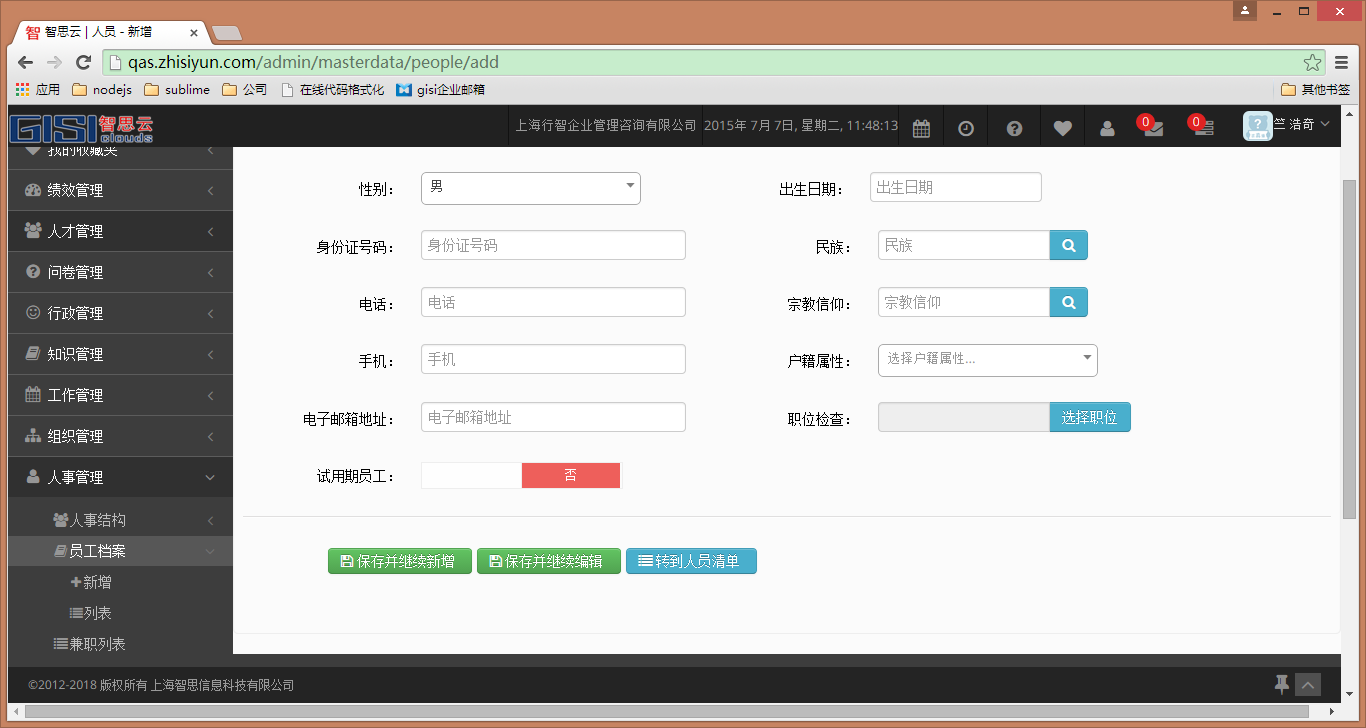 智 智思云 | 人员 - 新增
qas.zhisiyun.com/admin/masterdata/people/add
应用 nodejs sublime 公司 在线代码格式化 gisi企业邮箱 其他书签
GISI 智思云 clouds 上海行智企业管理咨询有限公司 2015年 7月 7日, 星期二, 11:48:13 0 0 竺 浩奇
我的收藏夹
绩效管理
人才管理
问卷管理
行政管理
知识管理
工作管理
组织管理
人事管理
人事结构
员工档案
新增
列表
兼职列表
性别： 男 出生日期： 出生日期
身份证号码： 身份证号码 民族： 民族
电话： 电话 宗教信仰： 宗教信仰
手机： 手机 户籍属性： 选择户籍属性...
电子邮箱地址： 电子邮箱地址 职位检查： 选择职位
试用期员工： 否
保存并继续新增 保存并继续编辑 转到人员清单
©2012-2018 版权所有 上海智思信息科技有限公司